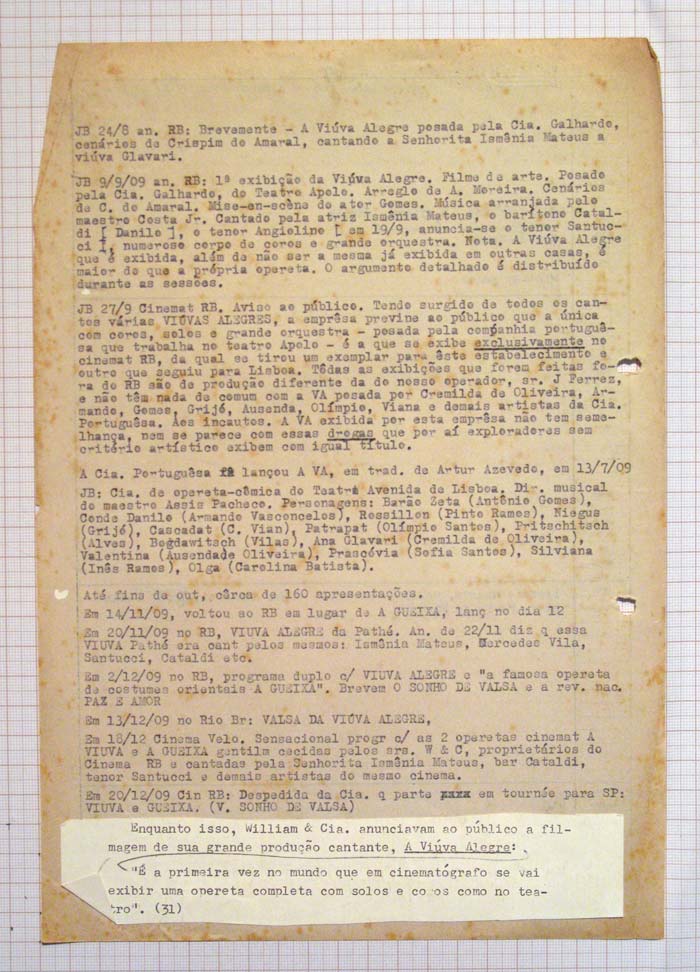 JB 24/8 an. RB: Brevemente - A Viúva Alegre posada pela Cia. Galhardo,
cenários de Crispim do Amaral, cantando a Senhorita Ismênia Mateus a
viúva Glavari.
JB 9/9/09 an. RB: 1ª exibição da Viúva Alegre. Filme de arte. Posado
pela Cia. Galhardo, do Teatro Apolo. Arreglo de A. Moreira. Cenários
de C. do Amaral. Mise-en-scène do ator Gomes. Música arranjada pelo
maestro Costa Jr. Cantado pela atriz Ismênia Mateus, o barítono Catal-
di [ Danilo ], o tenor Angiolino [ em 19/9, anuncia-se o tenor Santuc-
ci ], numeroso corpo de coros e grande orquestra. Nota. A Viúva Alegre
que é exibida, além de não ser a mesma já exibida em outras casas, é
maior do que a própria opereta. O argumento detalhado é distribuído
durante as sessões.
JB 27/9 Cinemat RB. Aviso ao público. Tendo surgido de todos os can-
tos várias VIÚVAS ALEGRES, a emprêsa previne ao público que a única
com coros, solos e grande orquestra - posada pela companhia portuguê-
sa que trabalha no teatro Apolo - é a que se exibe exclusivamente no
cinemat RB, da qual se tirou um exemplar para êste estabelecimento e
outro que seguiu para Lisboa. Tôdas as exibições que forem feitas fo-
ra do RB são de produção diferente da do nosso operador, sr. J Ferrez,
e não têm nada de comum com a VA posada por Cremilda de Oliveira, Ar-
mando, Gomes, Grijó, Ausenda, Olímpio, Viana e demais artistas da Cia.
Portuguêsa. Aos incautos. A VA exibida por esta emprêsa não tem seme-
lhança, nem se parece com essas drogas que por aí exploradores sem
critério artístico exibem com igual título.
A Cia. Portuguêsa lançou A VA, em trad. de Artur Azevedo, em 13/7/09
JB: Cia. de opereta-cômica do Teatro Avenida de Lisboa. Dir. musical
do maestro Assis Pacheco. Personagens: Barão Zeta (Antônio Gomes),
Conde Danilo (Armando Vasconcelos), Rossillon (Pinto Ramos), Niegus
(Grijó), Cascadat (C. Vian), Patrapat (Olímpio Santos), Pritschitsch
(Alves), Bogdawitsch (Vilas), Ana Glavari (Cremilda de Oliveira),
Valentina (Ausendade Oliveira), Prascóvia (Sofia Santos), Silviana
(Inês Ramos), Olga (Carolina Batista).
Até fins de out, cêrca de 160 apresentações.
Em 14/11/09, voltou ao RB em lugar de A GUEIXA, lanç no dia 12
Em 20/11/09 no RB, VIUVA ALEGRE da Pathé. An. de 22/11 diz q essa
VIUVA Pathé era cant pelos mesmos: Ismênia Mateus, Mercedes Vila,
Santucci, Cataldi etc.
Em 2/12/09 no RB, programa duplo c/ VIUVA ALEGRE e "a famosa opereta
de costumes orientais A GUEIXA". Brevem O SONHO DE VALSA e a rev. nac.
PAZ E AMOR
Em 13/12/09 no Rio Br: VALSA DA VIÚVA ALEGRE,
Em 18/12 Cinema Velo. Sensacional progr c/ as 2 operetas cinemat A
VIUVA e A GUEIXA gentilm cecidas pelos srs. W & C, proprietários do
Cinema RB e cantadas pela Senhorita Ismênia Mateus, bar Cataldi,
tenor Santucci e demais artistas do mesmo cinema.
Em 20/12/09 Cin RB: Despedida da Cia. q parte xxxx em tournée para SP:
VIUVA e GUEIXA. (V. SONHO DE VALSA)
Enquanto isso, William & Cia. anunciavam ao público a fil-
magem de sua grande produção cantante, A Viúva Alegre:
"É a primeira vez no mundo que em cinematógrafo se vai
exibir uma opereta completa com solos e coros como no tea-
tro". (31)